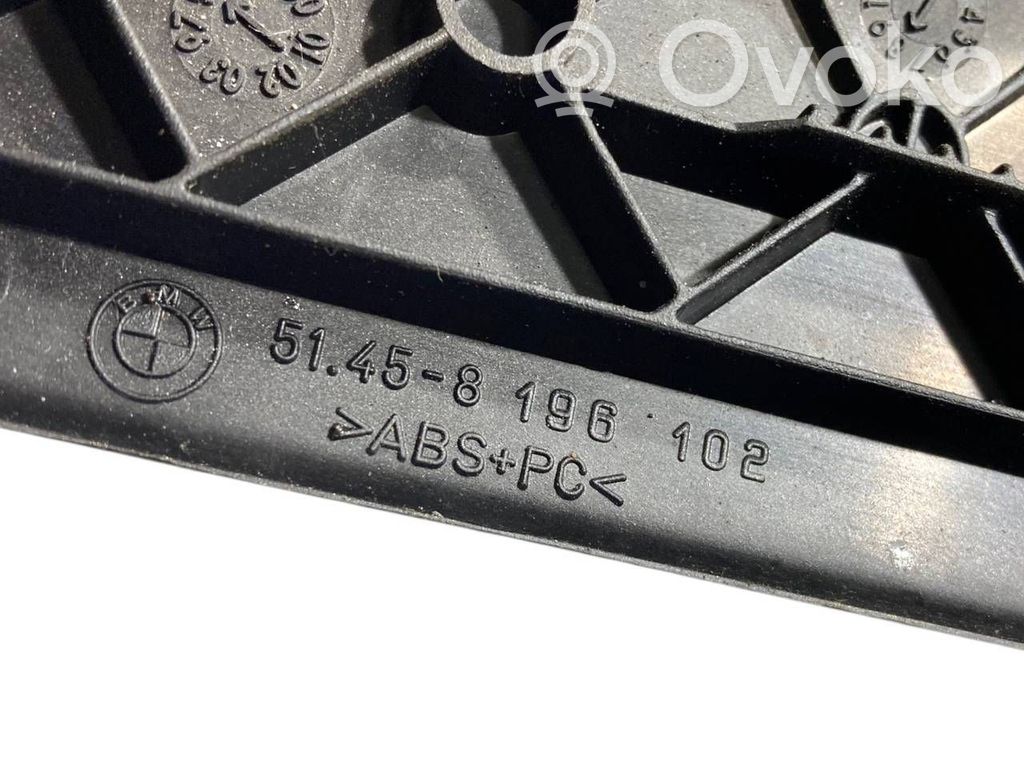 Ovoko
BMW
51.45-8 196 102
>ABS+PC<